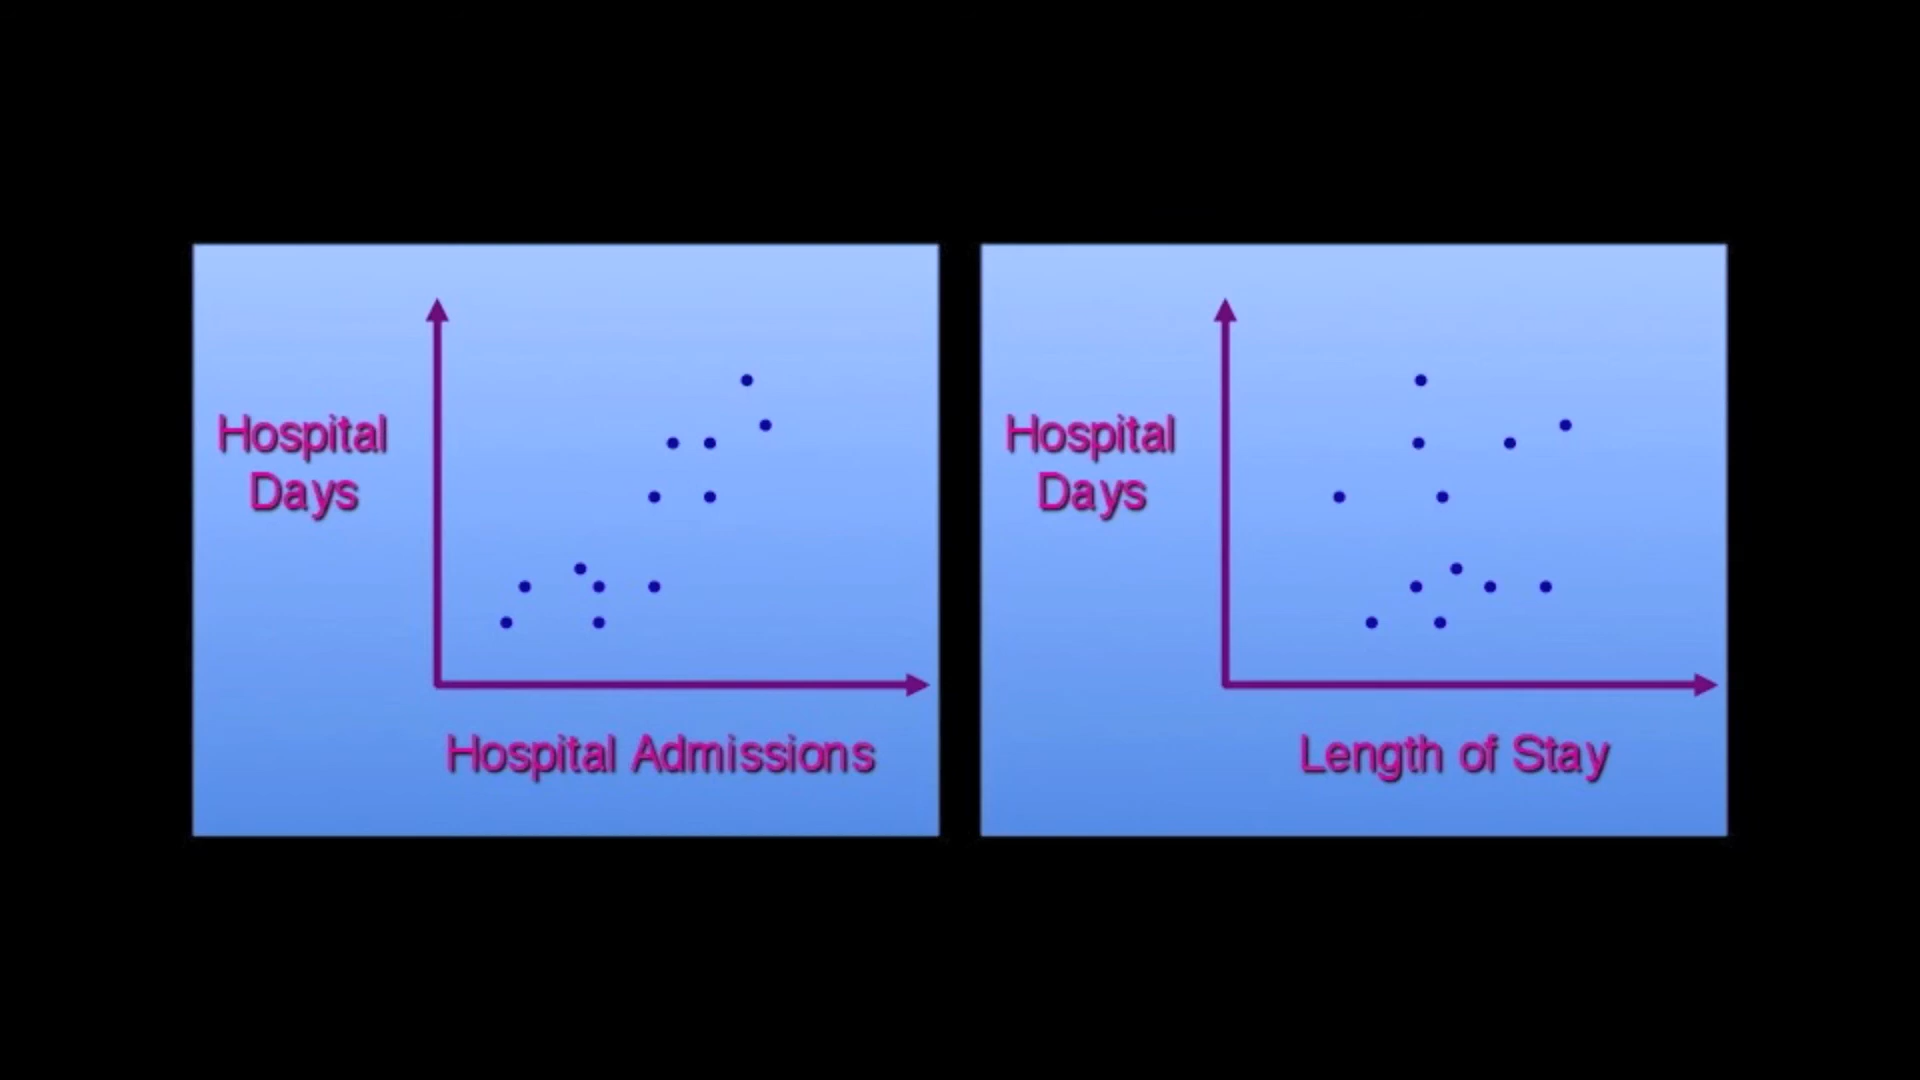 Hospital
Days
Hospital Admissions
Hospital
Days
Length of Stay